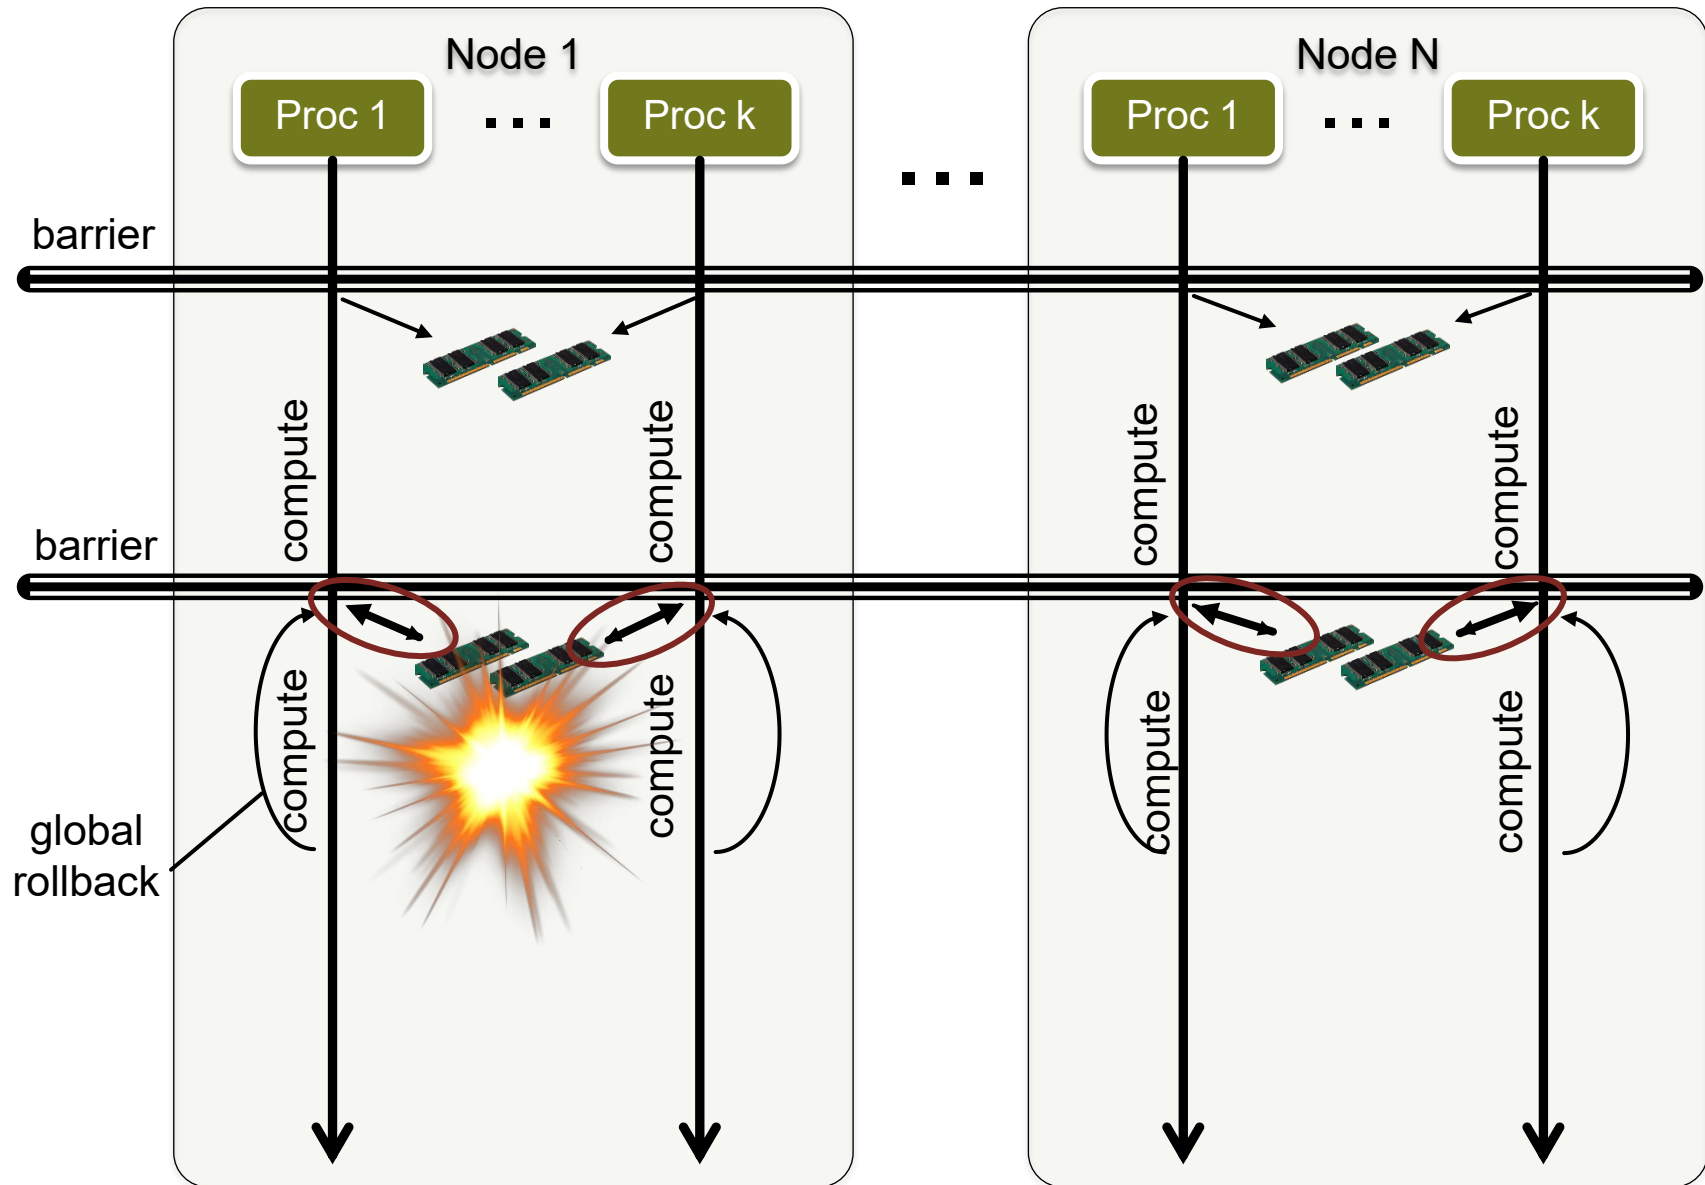 Node 1
Node N
Proc 1
...
Proc k
...
Proc 1
...
Proc k
barrier
compute
compute
compute
compute
barrier
compute
compute
compute
compute
global
rollback